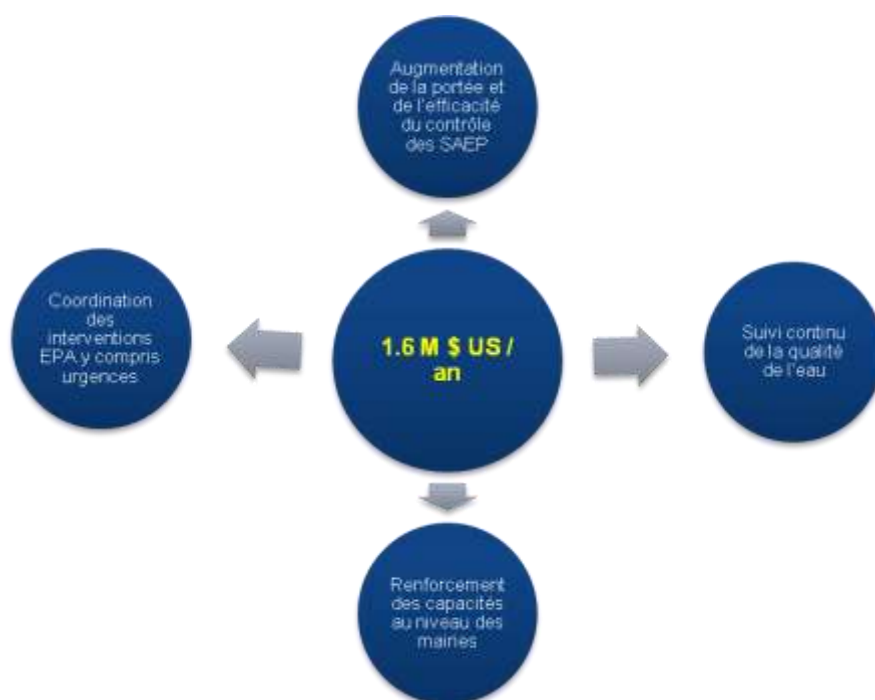 Augmentation
de la portée et
de l'efficacité
du contrôle
des SAEP
Coordination
des
interventions
EPA y compris
urgences
1.6 M $ US /
an
Suivi continu
de la qualité
de l'eau
Renforcement
des capacités
au niveau des
mairies